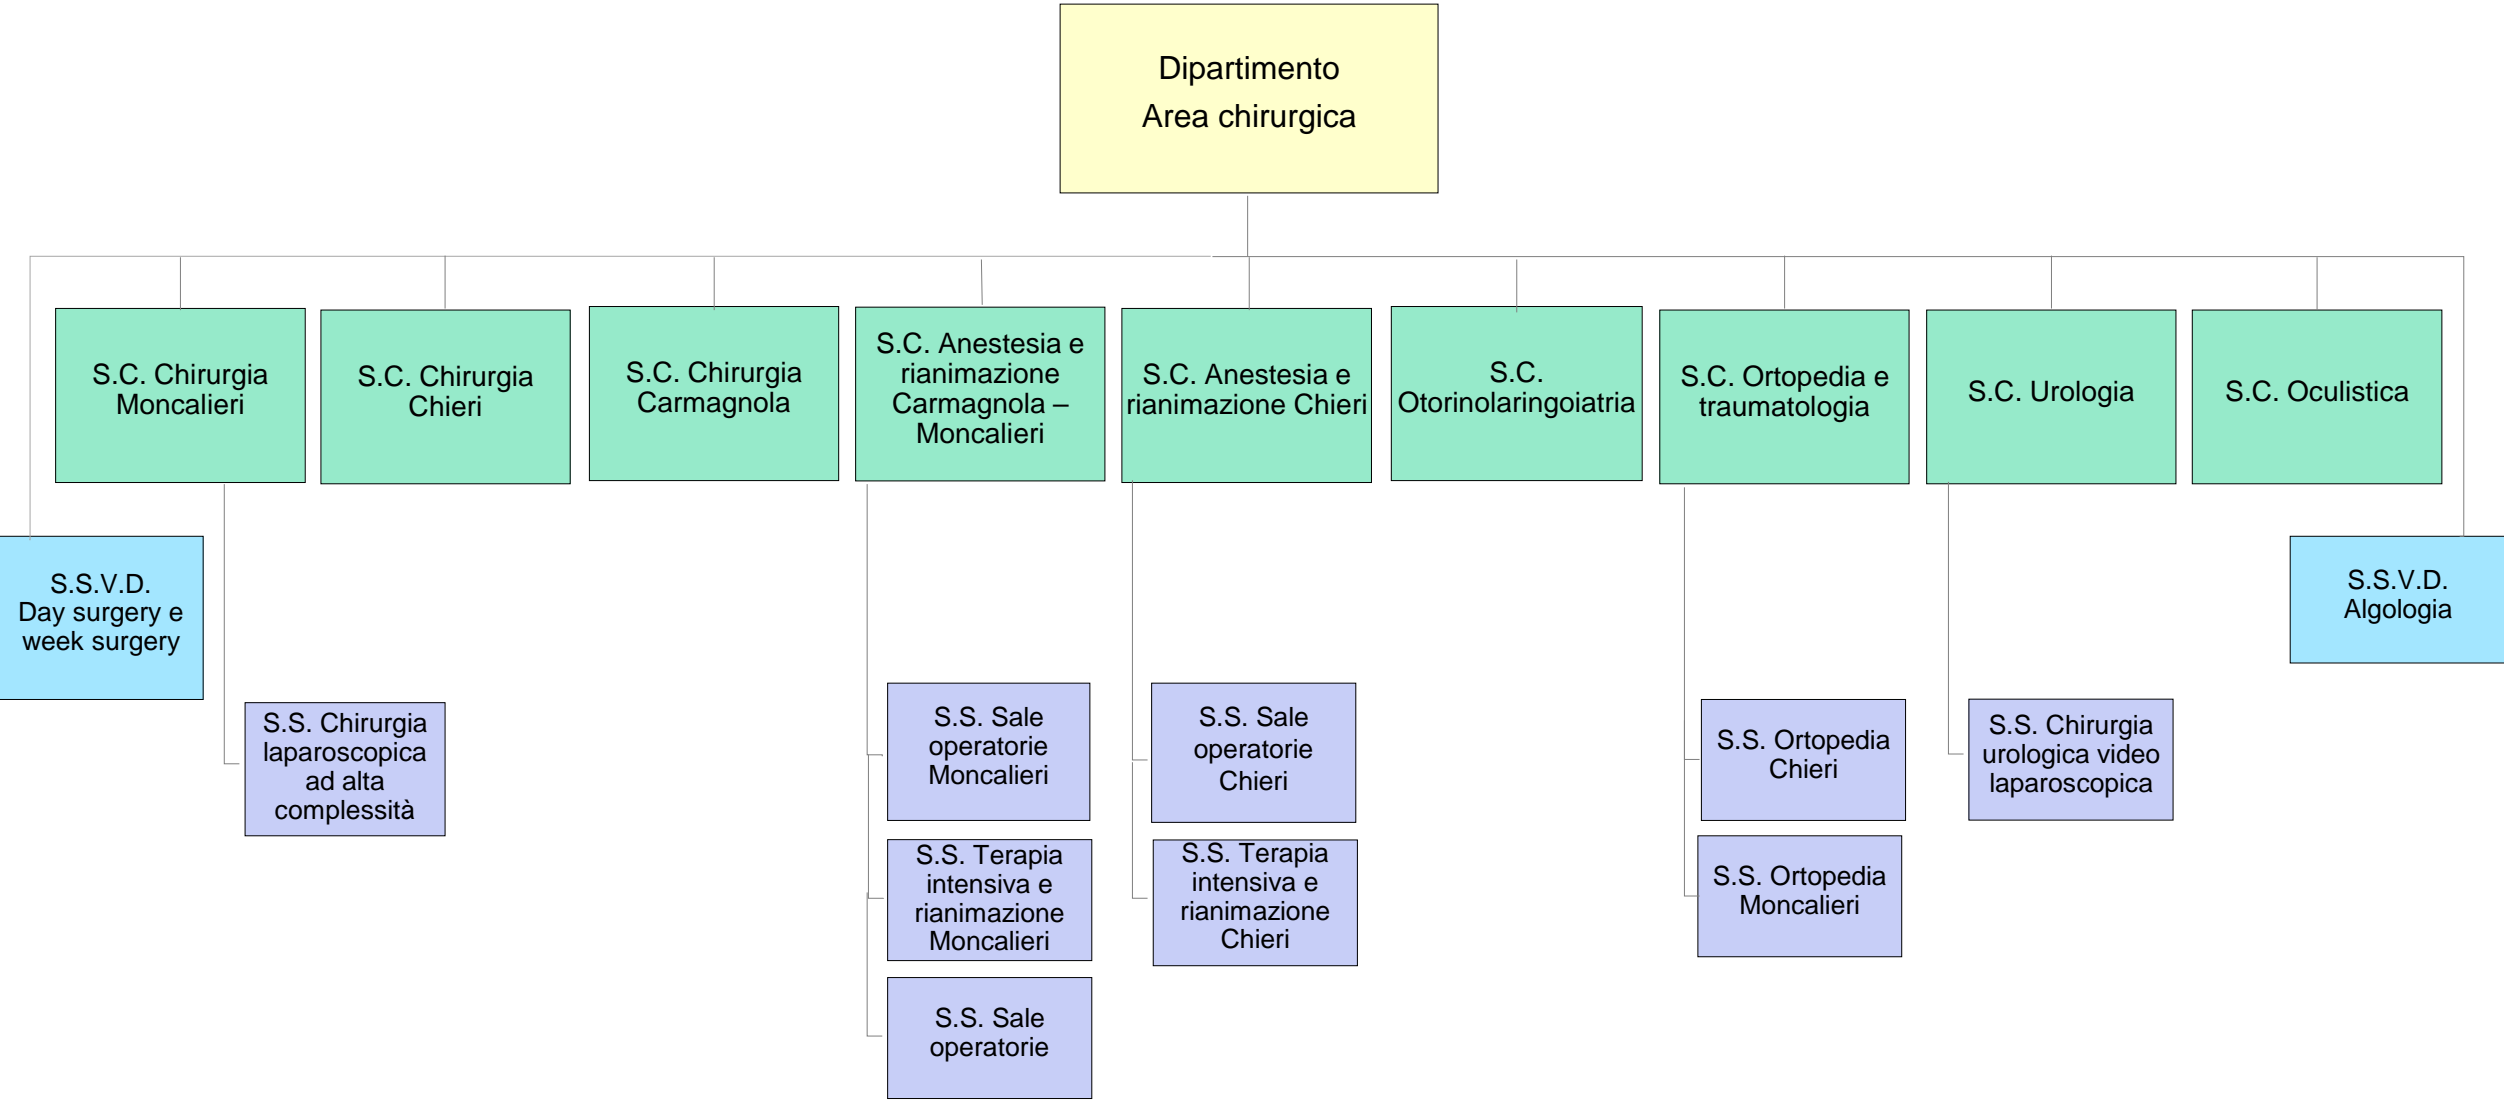 Dipartimento
Area chirurgica
S.C. Chirurgia
Moncalieri
S.C. Chirurgia
Chieri
S.C. Chirurgia
Carmagnola
S.C. Anestesia e
rianimazione
Carmagnola –
Moncalieri
S.C. Anestesia e
rianimazione Chieri
S.C.
Otorinolaringoiatria
S.C. Ortopedia e
traumatologia
S.C. Urologia
S.C. Oculistica
S.S.V.D.
Day surgery e
week surgery
S.S.V.D.
Algologia
S.S. Chirurgia
laparoscopica
ad alta
complessità
S.S. Sale
operatorie
Moncalieri
S.S. Sale
operatorie
Chieri
S.S. Ortopedia
Chieri
S.S. Chirurgia
urologica video
laparoscopica
S.S. Terapia
intensiva e
rianimazione
Moncalieri
S.S. Terapia
intensiva e
rianimazione
Chieri
S.S. Ortopedia
Moncalieri
S.S. Sale
operatorie